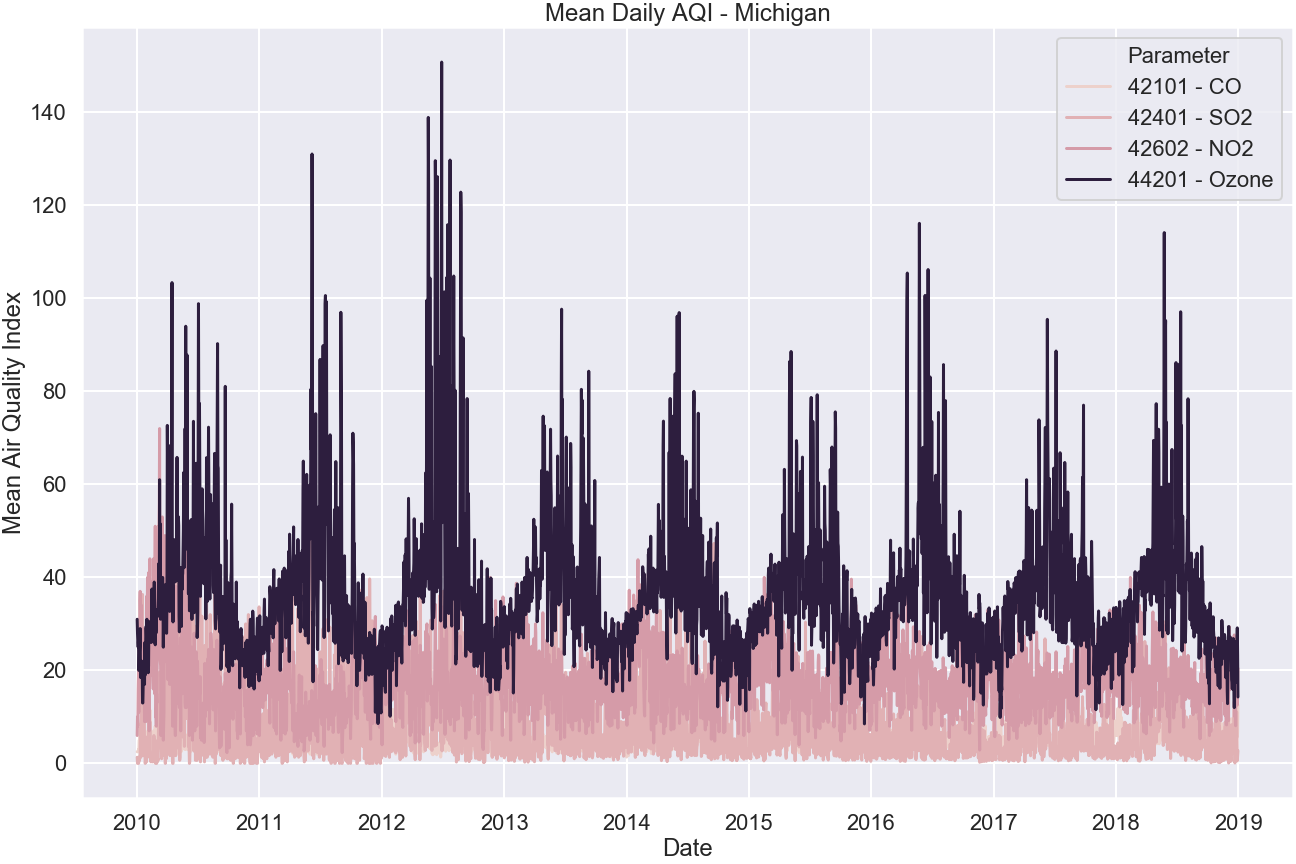 Mean Daily AQI - Michigan
Parameter
42101 - CO
42401 - SO2
42602 - NO2
44201 - Ozone
Mean Air Quality Index
140
120
100
80
60
40
20
0
2010 2011 2012 2013 2014 2015 2016 2017 2018 2019
Date